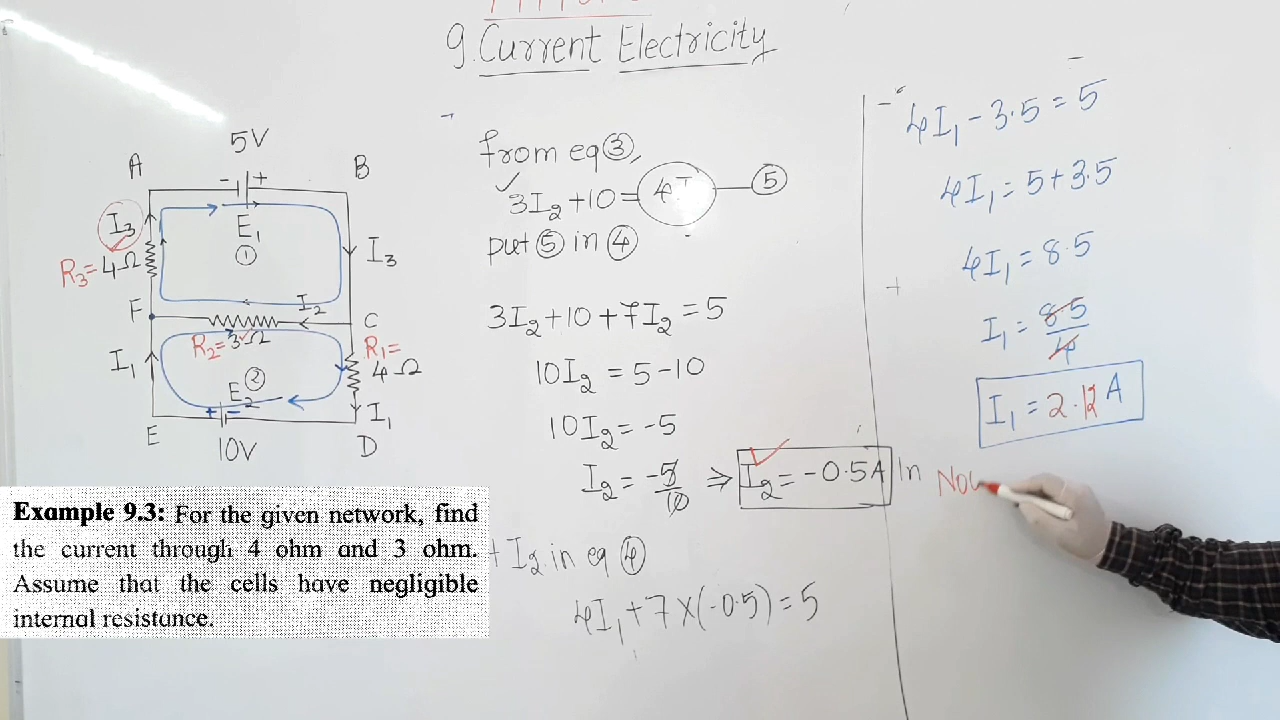 9. Current Electricity
5V
A
B
- +
I₃
E₁
①
I₃
R₃=4Ω
F
I₂
C
R₂=3Ω
R₁=
4Ω
I₁
②
E₂
I₁
+ -
E
10V
D
Example 9.3: For the given network, find
the current through 4 ohm and 3 ohm.
Assume that the cells have negligible
internal resistance.
from eq ③,
3I₂+10=4I—⑤
put ⑤ in ④
3I₂+10+7I₂=5
10I₂=5-10
10I₂=-5
I₂=-5/10 ⇒ I₂=-0.5A In
+ I₂ in eq ④
4I₁+7×(-0.5)=5
4I₁-3.5=5
4I₁=5+3.5
4I₁=8.5
I₁=8.5/4
I₁=2.12A
Now